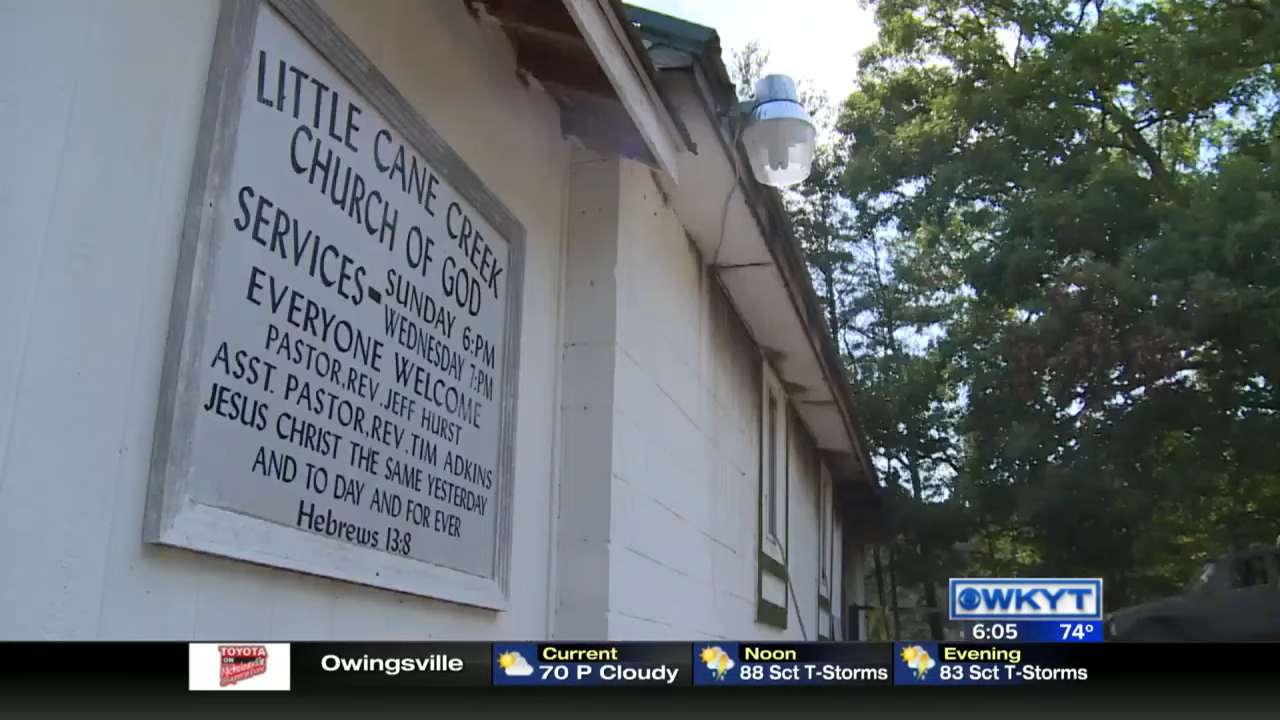 LITTLE CANE CREEK
CHURCH OF GOD
SERVICES- SUNDAY 6:PM
WEDNESDAY 7:PM
EVERYONE WELCOME
PASTOR.REV.JEFF HURST
ASST. PASTOR.REV.TIM ADKINS
JESUS CHRIST THE SAME YESTERDAY
AND TO DAY AND FOR EVER
Hebrews 13:8
WKYT
6:05 74°
TOYOTA
ON
Owingsville
Current
70 P Cloudy
Noon
88 Sct T-Storms
Evening
83 Sct T-Storms